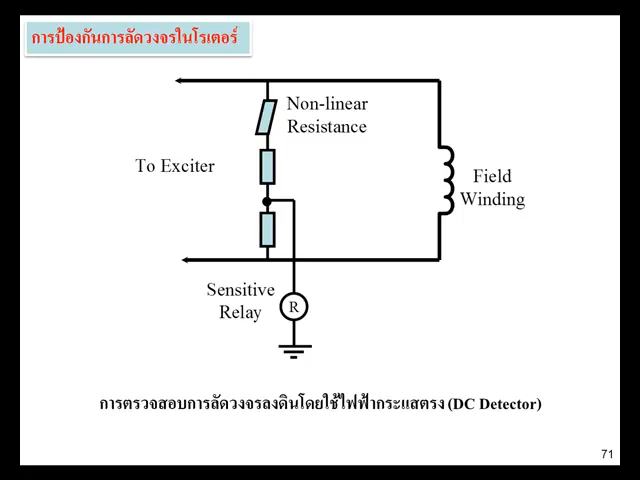 การป้องกันการลัดวงจรในโรเตอร์
Non-linear
Resistance
To Exciter
Field
Winding
Sensitive
Relay
R
การตรวจสอบการลัดวงจรลงดินโดยใช้ไฟฟ้ากระแสตรง (DC Detector)
71